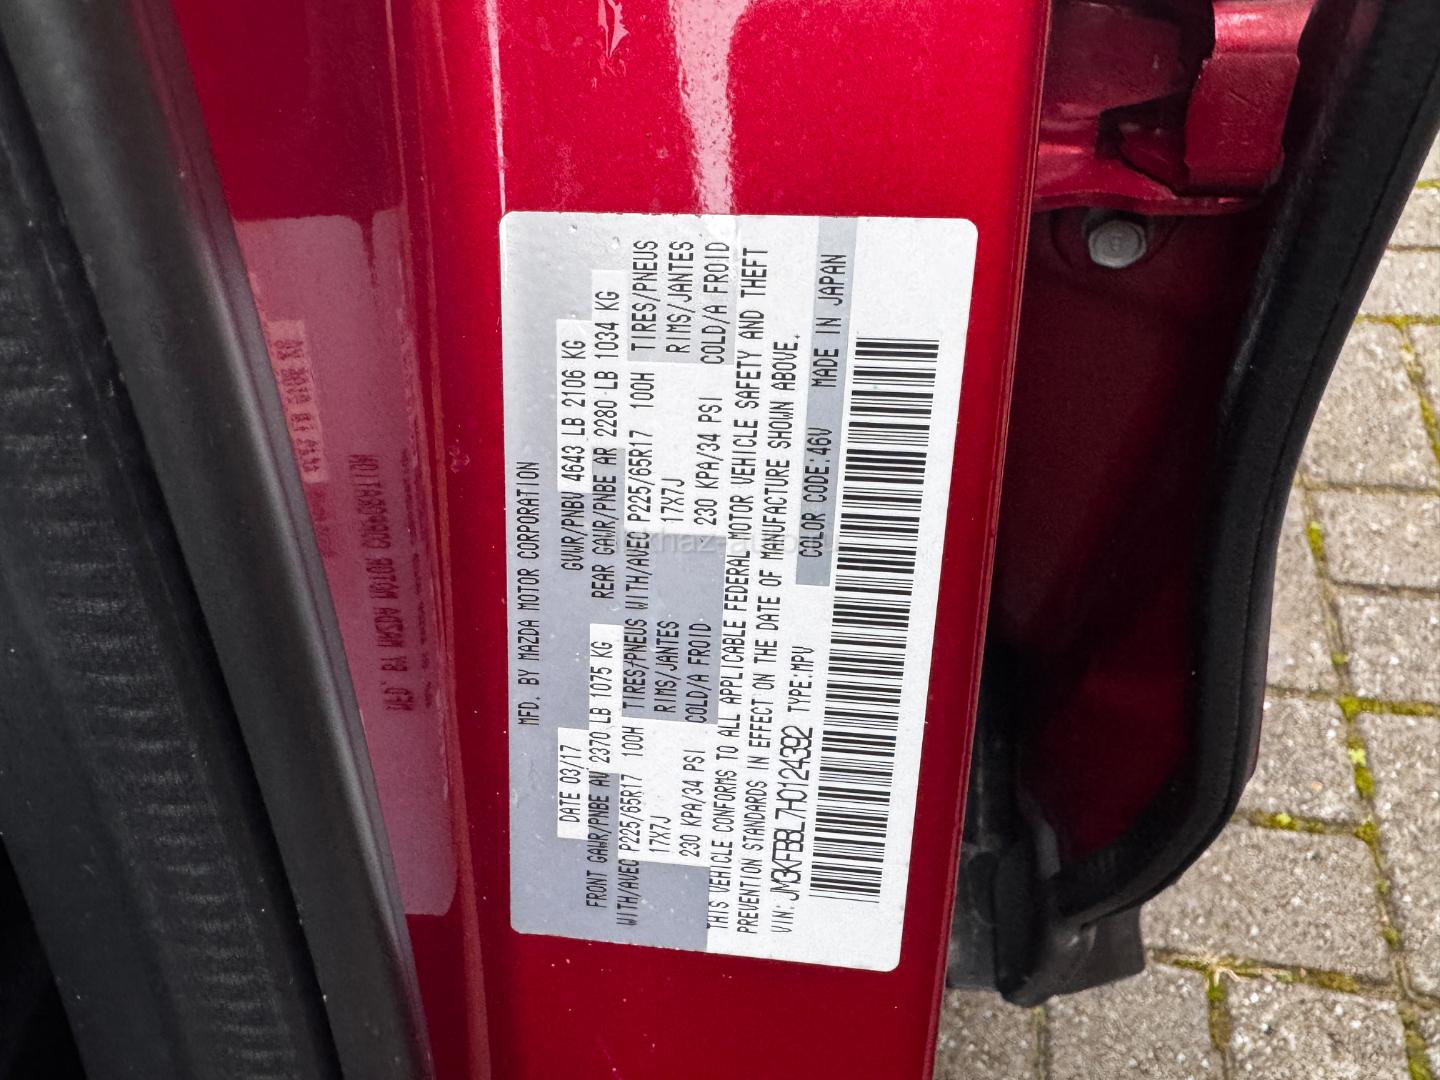 MFD. BY MAZDA MOTOR CORPORATION
DATE 03/17 GVWR/PNBV 4643 LB 2106 KG
FRONT GAWR/PNBE AV 2370 LB 1075 KG REAR GAWR/PNBE AR 2280 LB 1034 KG
WITH/AVEC P225/65R17 100H TIRES/PNEUS WITH/AVEC P225/65R17 100H TIRES/PNEUS
17X7J RIMS/JANTES 17X7J RIMS/JANTES
230 KPA/34 PSI COLD/A FROID 230 KPA/34 PSI COLD/A FROID
THIS VEHICLE CONFORMS TO ALL APPLICABLE FEDERAL MOTOR VEHICLE SAFETY AND THEFT
PREVENTION STANDARDS IN EFFECT ON THE DATE OF MANUFACTURE SHOWN ABOVE.
VIN: JM3KFBBL7H0124392 TYPE:MPV COLOR CODE:46V MADE IN JAPAN